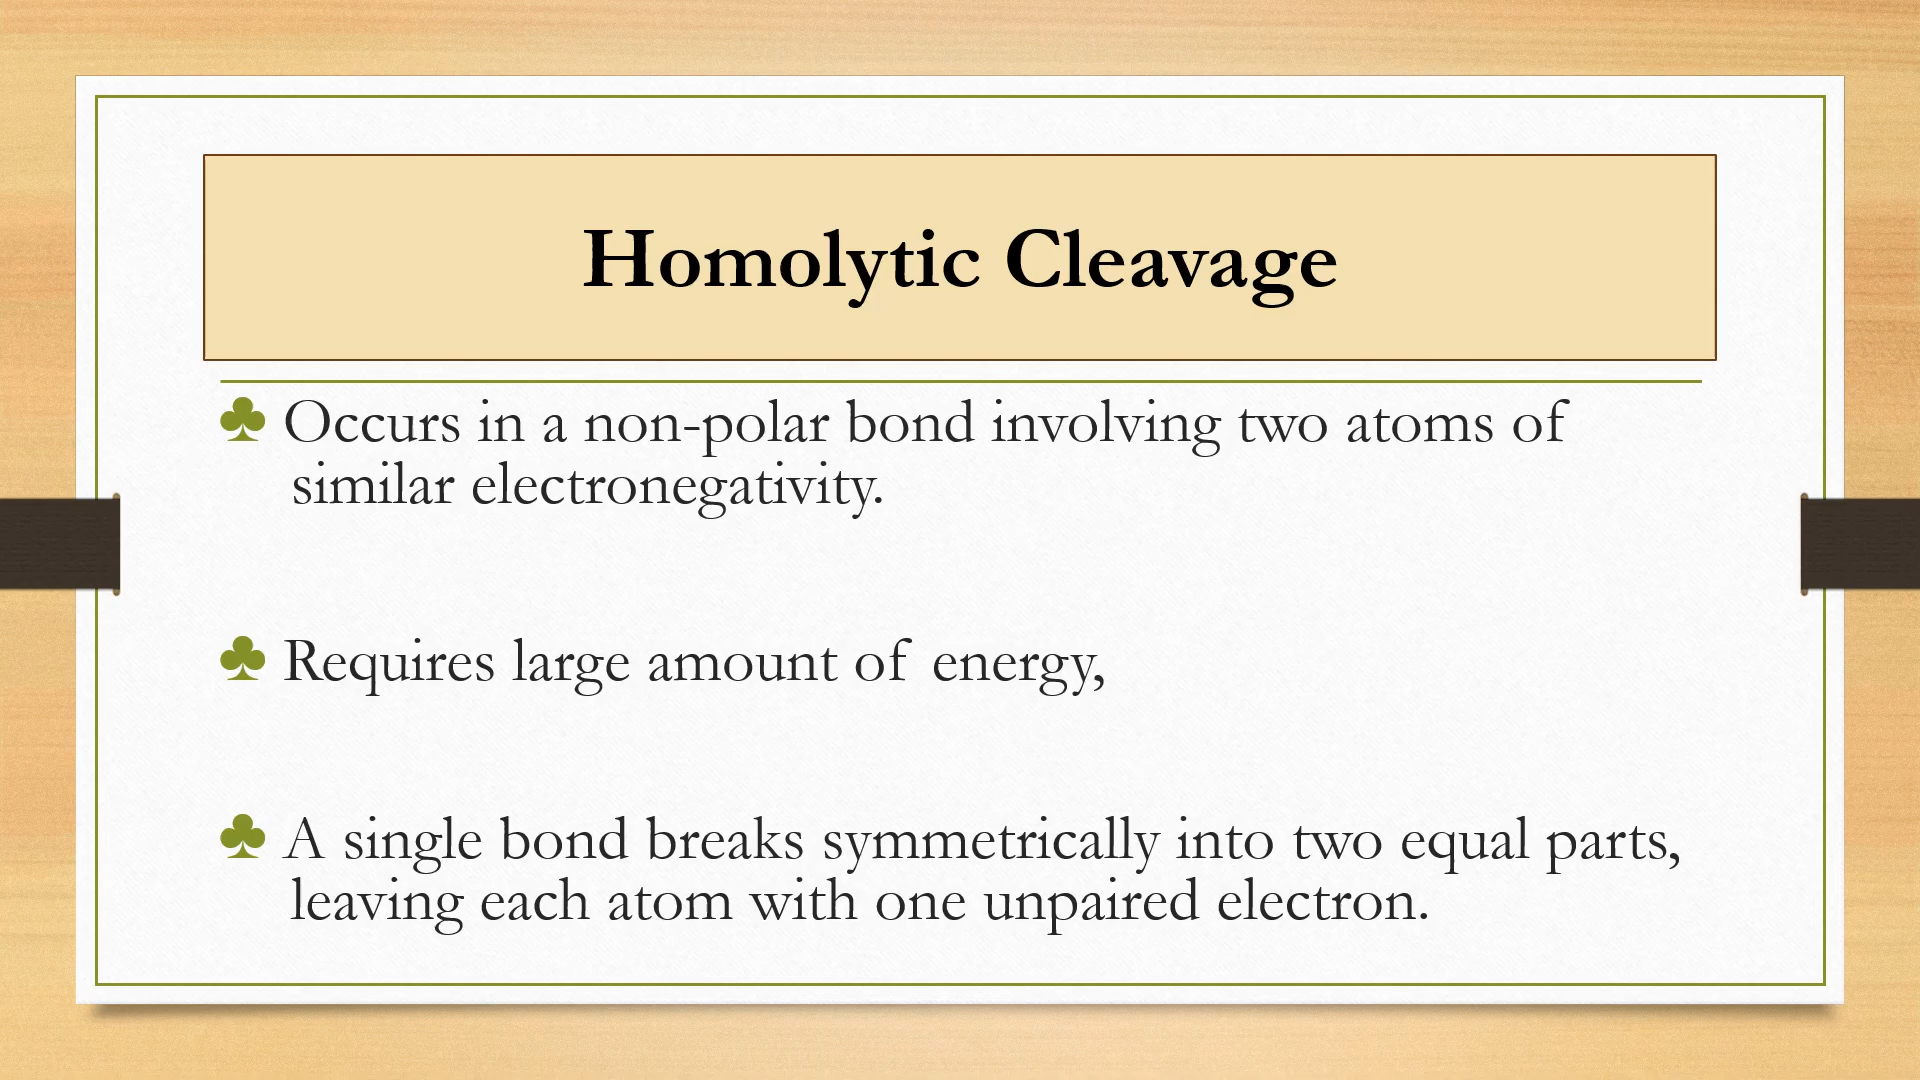 Homolytic Cleavage
♣ Occurs in a non-polar bond involving two atoms of
similar electronegativity.
♣ Requires large amount of energy,
♣ A single bond breaks symmetrically into two equal parts,
leaving each atom with one unpaired electron.